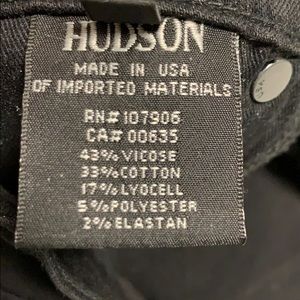 HUDSON
MADE IN USA
OF IMPORTED MATERIALS
RN#107906
CA#00635
43%VICOSE
33%COTTON
17%LYOCELL
5%POLYESTER
2%ELASTAN